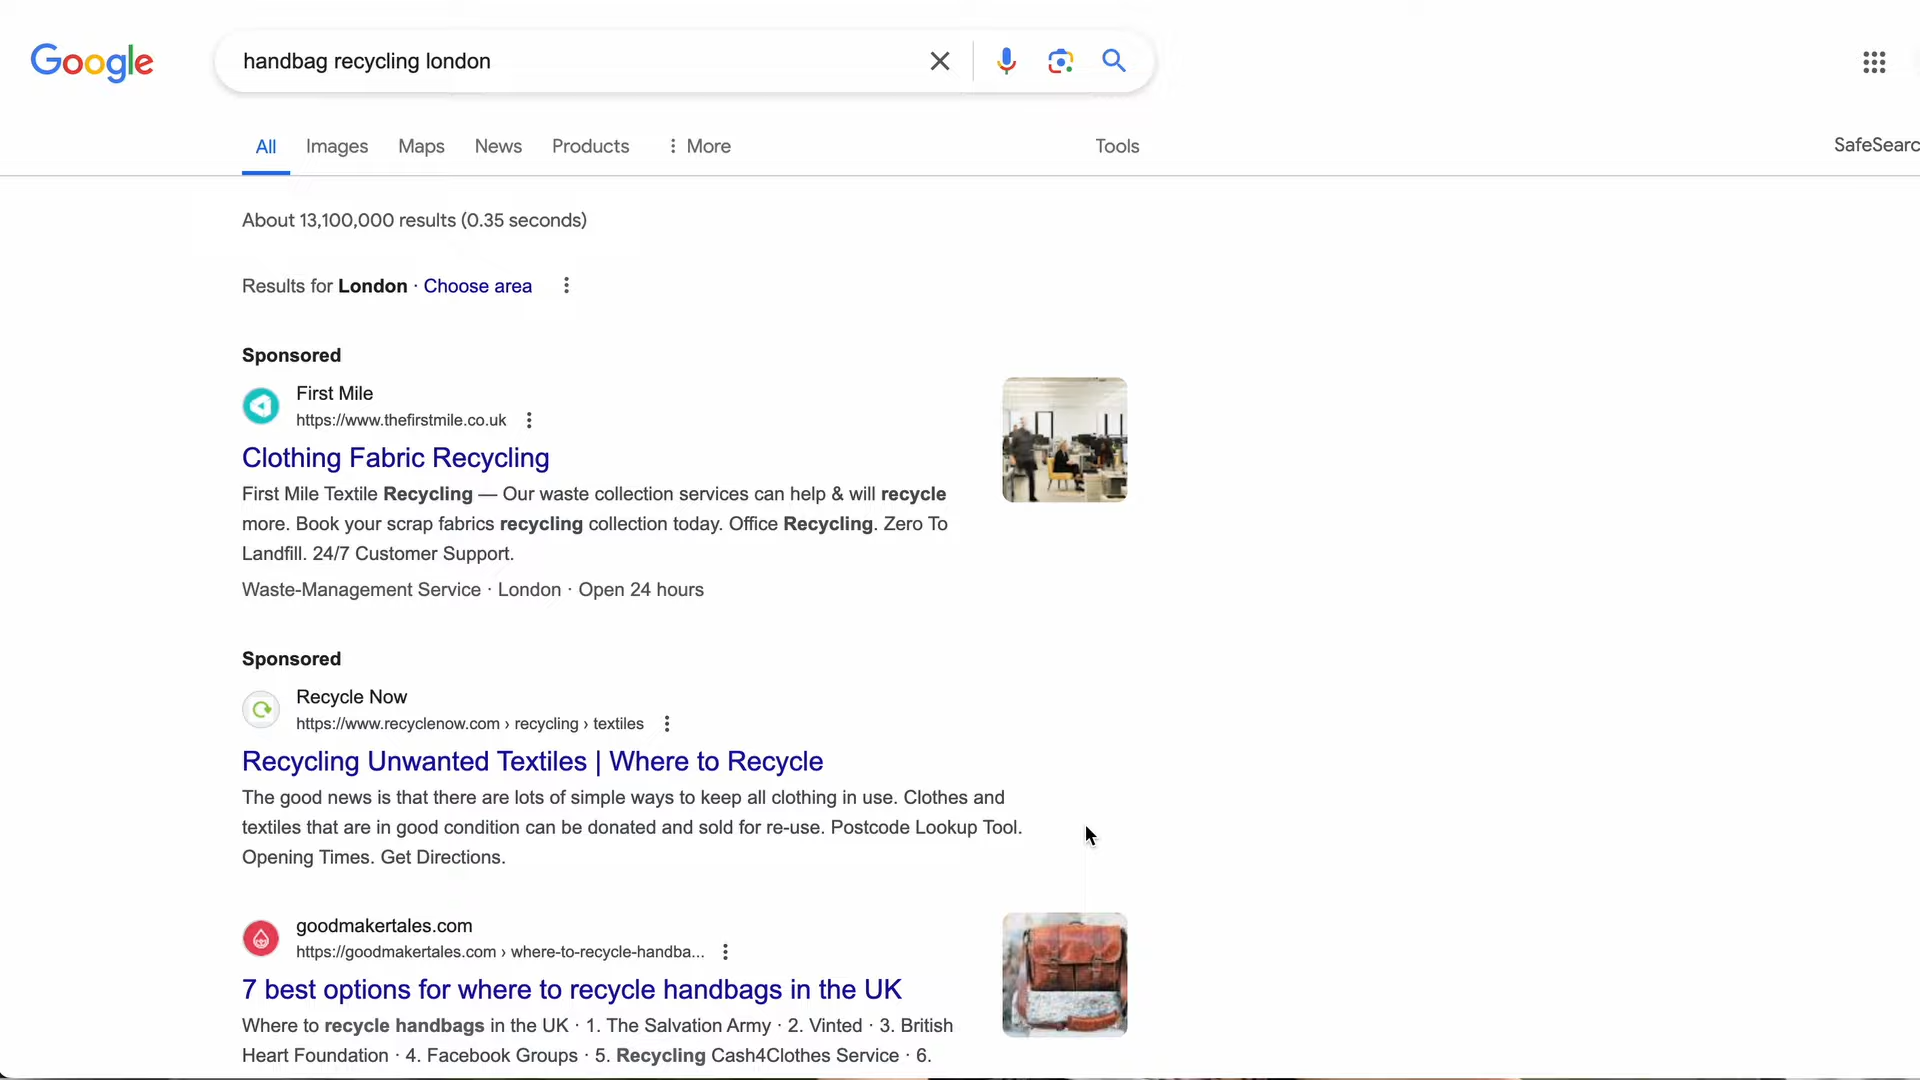 Google
handbag recycling london
All Images Maps News Products More Tools SafeSearc
About 13,100,000 results (0.35 seconds)
Results for London · Choose area
Sponsored
First Mile
https://www.thefirstmile.co.uk
Clothing Fabric Recycling
First Mile Textile Recycling — Our waste collection services can help & will recycle
more. Book your scrap fabrics recycling collection today. Office Recycling. Zero To
Landfill. 24/7 Customer Support.
Waste-Management Service · London · Open 24 hours
Sponsored
Recycle Now
https://www.recyclenow.com › recycling › textiles
Recycling Unwanted Textiles | Where to Recycle
The good news is that there are lots of simple ways to keep all clothing in use. Clothes and
textiles that are in good condition can be donated and sold for re-use. Postcode Lookup Tool.
Opening Times. Get Directions.
goodmakertales.com
https://goodmakertales.com › where-to-recycle-handba...
7 best options for where to recycle handbags in the UK
Where to recycle handbags in the UK · 1. The Salvation Army · 2. Vinted · 3. British
Heart Foundation · 4. Facebook Groups · 5. Recycling Cash4Clothes Service · 6.